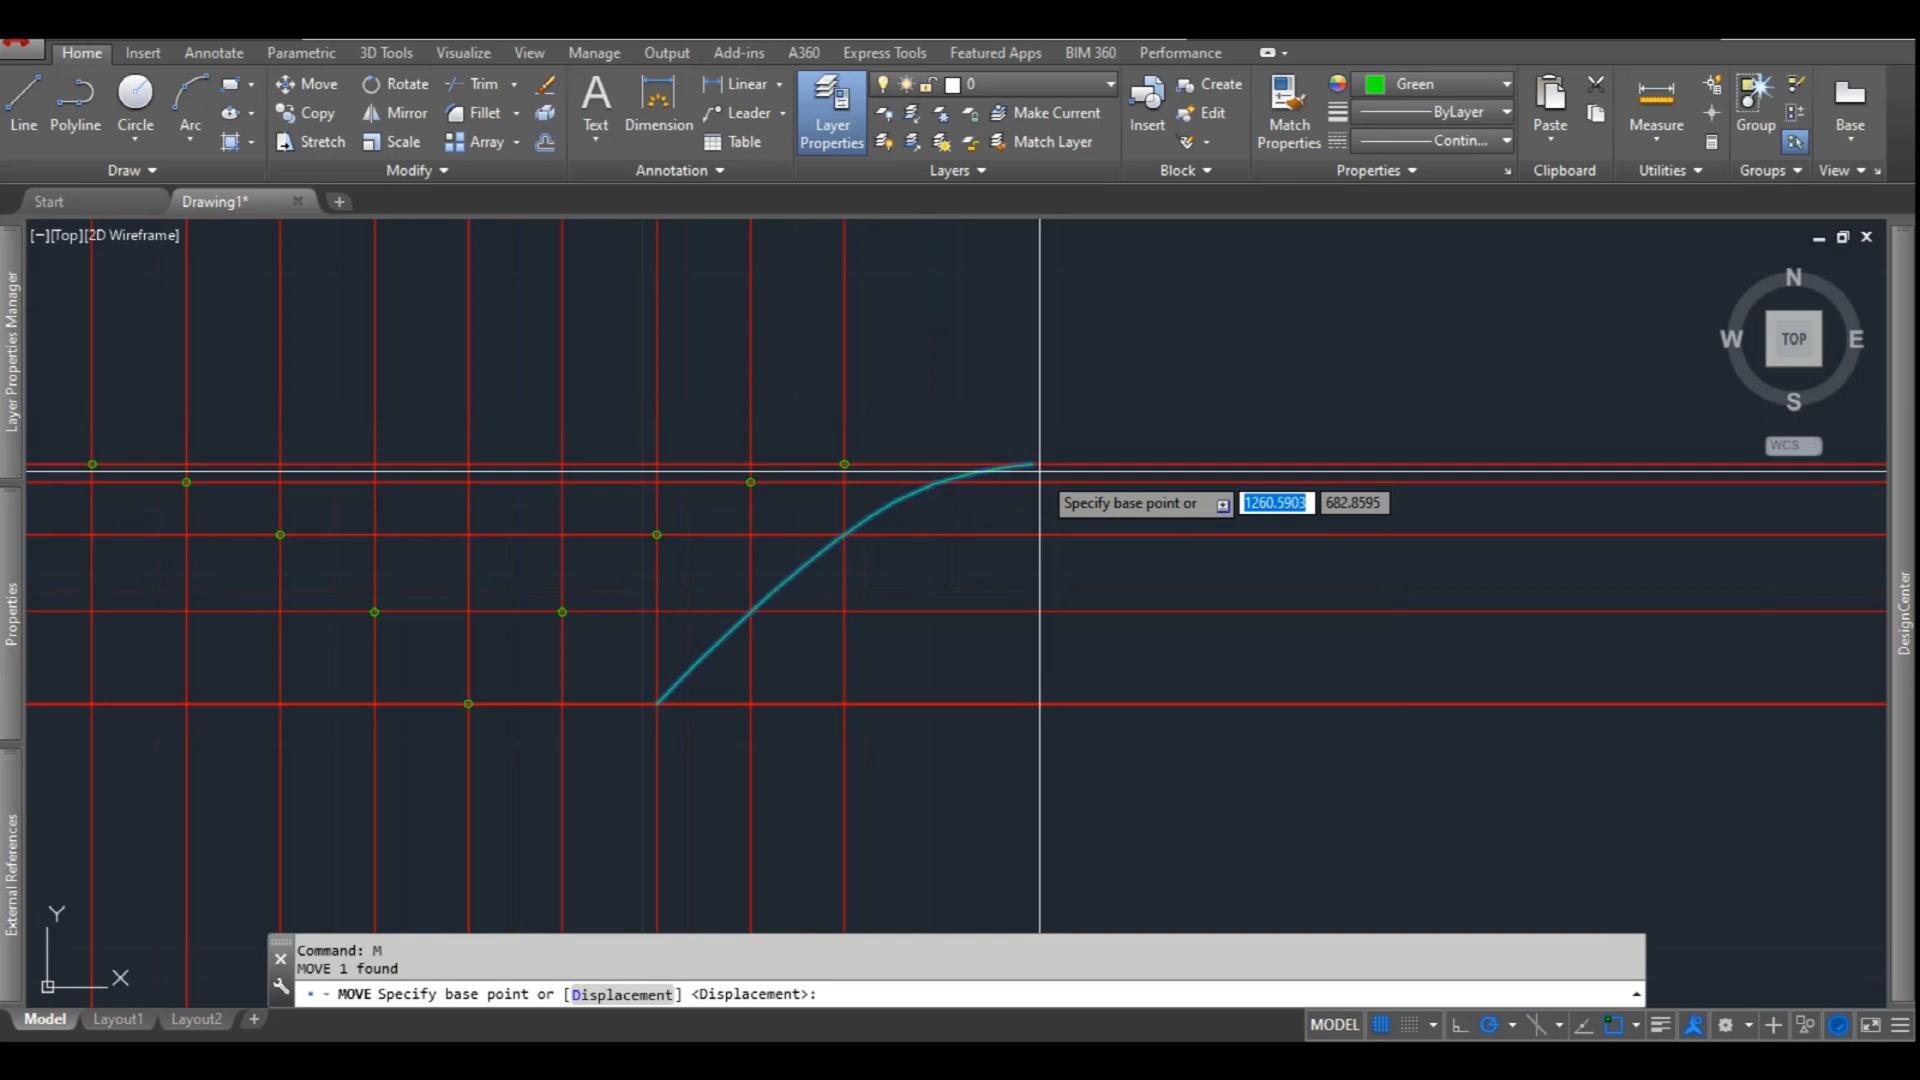 Home Insert Annotate Parametric 3D Tools Visualize View Manage Output Add-ins A360 Express Tools Featured Apps BIM 360 Performance
Move Rotate Trim Linear 0 Create Green
Copy Mirror Fillet Leader Make Current Edit ByLayer
Line Polyline Circle Arc Text Dimension Layer Insert Match Paste Measure Group Base
Stretch Scale Array Table Properties Match Layer Properties Contin...
Draw Modify Annotation Layers Block Properties Clipboard Utilities Groups View
Start Drawing1*
[−][Top][2D Wireframe]
N
W TOP E
S
WCS
Layer Properties Manager
Properties
External References
DesignCenter
Specify base point or 1260.5903 682.8595
Y
X
Command: M
MOVE 1 found
MOVE Specify base point or [Displacement] <Displacement>:
Model Layout1 Layout2 +
MODEL